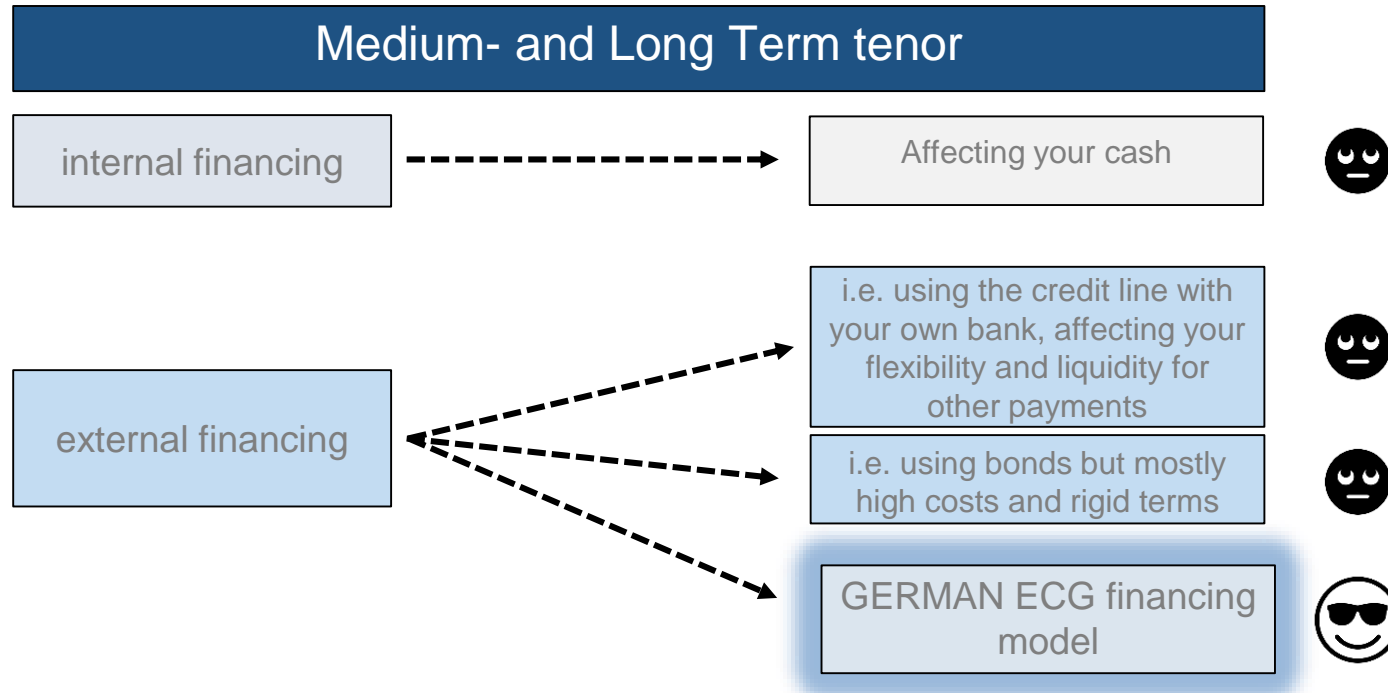 Medium- and Long Term tenor
internal financing
Affecting your cash
i.e. using the credit line with
your own bank, affecting your
flexibility and liquidity for
other payments
external financing
i.e. using bonds but mostly
high costs and rigid terms
GERMAN ECG financing
model